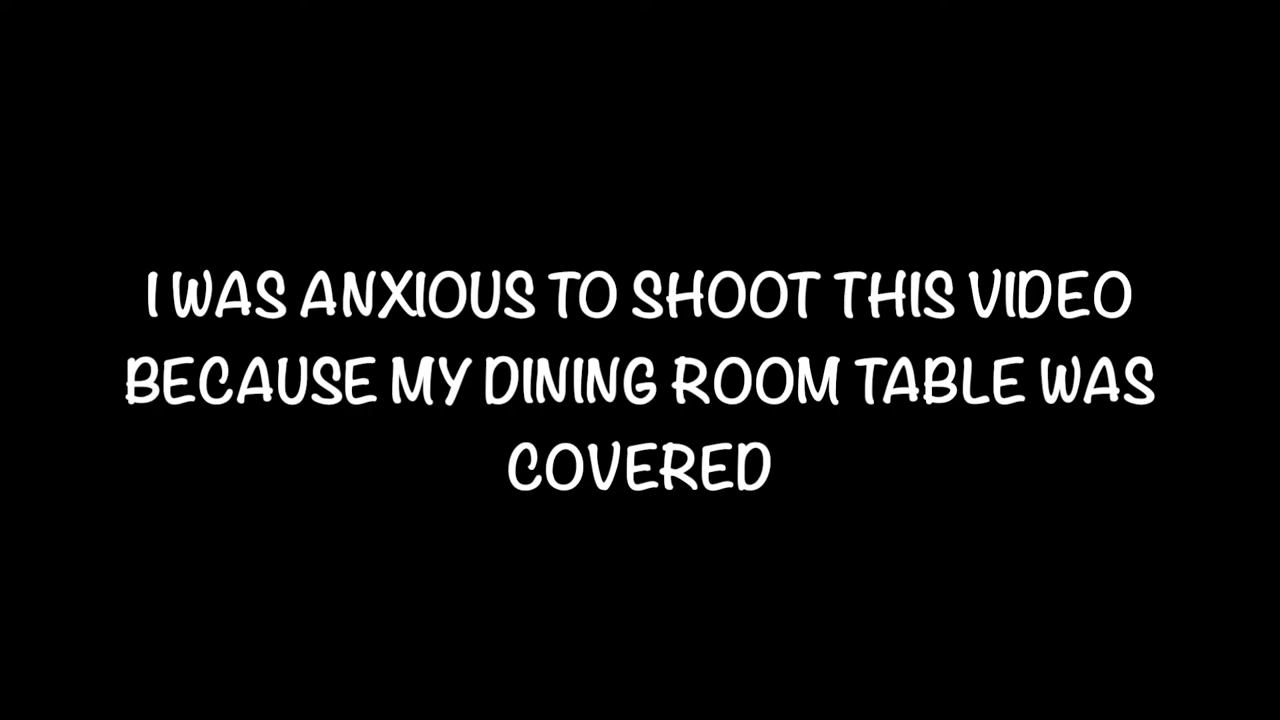 I WAS ANXIOUS TO SHOOT THIS VIDEO
BECAUSE MY DINING ROOM TABLE WAS
COVERED